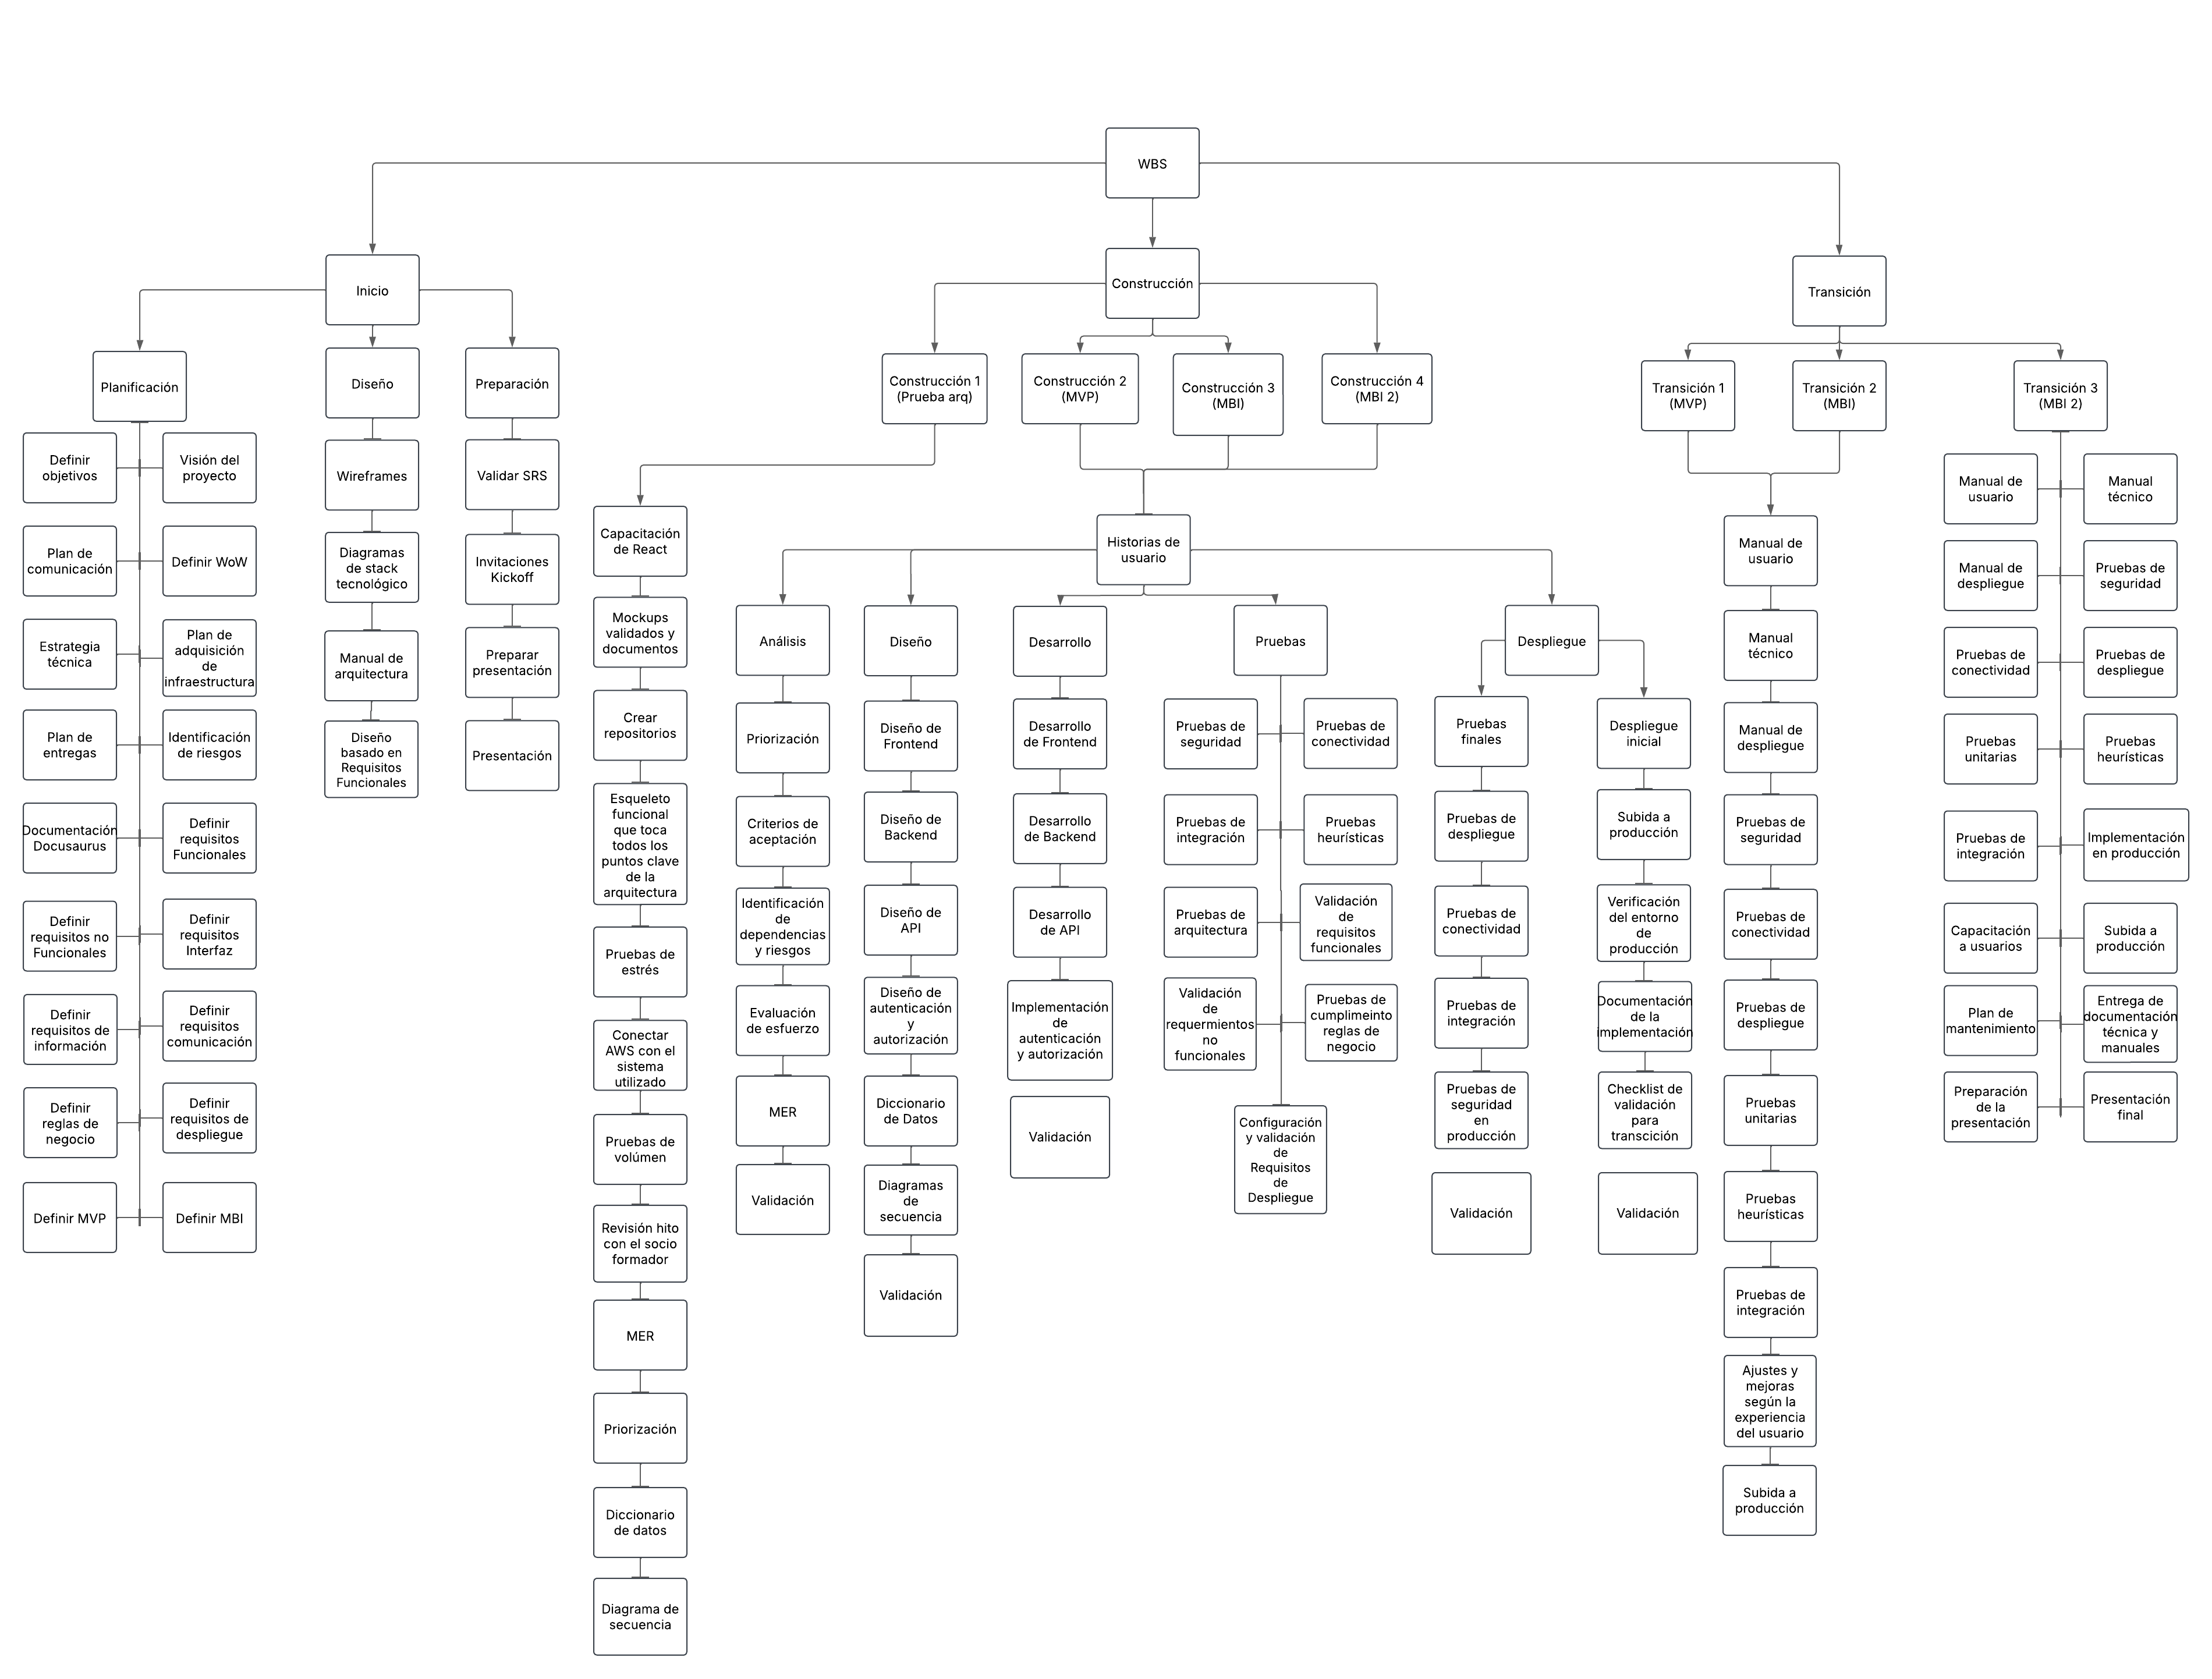 WBS
Inicio
Construcción
Transición
Planificación
Diseño
Preparación
Construcción 1
(Prueba arq)
Construcción 2
(MVP)
Construcción 3
(MBI)
Construcción 4
(MBI 2)
Transición 1
(MVP)
Transición 2
(MBI)
Transición 3
(MBI 2)
Definir
objetivos
Visión del
proyecto
Plan de
comunicación
Definir WoW
Estrategia
técnica
Plan de
adquisición
de
infraestructura
Plan de
entregas
Identificación
de riesgos
Documentación
Docusaurus
Definir
requisitos
Funcionales
Definir
requisitos no
Funcionales
Definir
requisitos
Interfaz
Definir
requisitos de
información
Definir
requisitos
comunicación
Definir
reglas de
negocio
Definir
requisitos de
despliegue
Definir MVP
Definir MBI
Wireframes
Diagramas
de stack
tecnológico
Manual de
arquitectura
Diseño
basado en
Requisitos
Funcionales
Validar SRS
Invitaciones
Kickoff
Preparar
presentación
Presentación
Capacitación
de React
Mockups
validados y
documentos
Crear
repositorios
Esqueleto
funcional
que toca
todos los
puntos clave
de la
arquitectura
Pruebas de
estrés
Conectar
AWS con el
sistema
utilizado
Pruebas de
volúmen
Revisión hito
con el socio
formador
MER
Priorización
Diccionario
de datos
Diagrama de
secuencia
Historias de
usuario
Análisis
Priorización
Criterios de
aceptación
Identificación
de
dependencias
y riesgos
Evaluación
de esfuerzo
MER
Validación
Diseño
Diseño de
Frontend
Diseño de
Backend
Diseño de
API
Diseño de
autenticación
y
autorización
Diccionario
de Datos
Diagramas
de
secuencia
Validación
Desarrollo
Desarrollo
de Frontend
Desarrollo
de Backend
Desarrollo
de API
Implementación
de
autenticación
y autorización
Validación
Pruebas
Pruebas de
seguridad
Pruebas de
conectividad
Pruebas de
integración
Pruebas
heurísticas
Pruebas de
arquitectura
Validación
de
requisitos
funcionales
Validación
de
requermientos
no
funcionales
Pruebas de
cumplimeinto
reglas de
negocio
Configuración
y validación
de
Requisitos
de
Despliegue
Despliegue
Pruebas
finales
Pruebas de
despliegue
Pruebas de
conectividad
Pruebas de
integración
Pruebas de
seguridad
en
producción
Validación
Despliegue
inicial
Subida a
producción
Verificación
del entorno
de
producción
Documentación
de la
implementación
Checklist de
validación
para
transcición
Validación
Manual de
usuario
Manual
técnico
Manual de
despliegue
Pruebas de
seguridad
Pruebas de
conectividad
Pruebas de
despliegue
Pruebas
unitarias
Pruebas
heurísticas
Pruebas de
integración
Ajustes y
mejoras
según la
experiencia
del usuario
Subida a
producción
Manual de
usuario
Manual
técnico
Manual de
despliegue
Pruebas de
seguridad
Pruebas de
conectividad
Pruebas de
despliegue
Pruebas
unitarias
Pruebas
heurísticas
Pruebas de
integración
Implementación
en producción
Capacitación
a usuarios
Subida a
producción
Plan de
mantenimiento
Entrega de
documentación
técnica y
manuales
Preparación
de la
presentación
Presentación
final